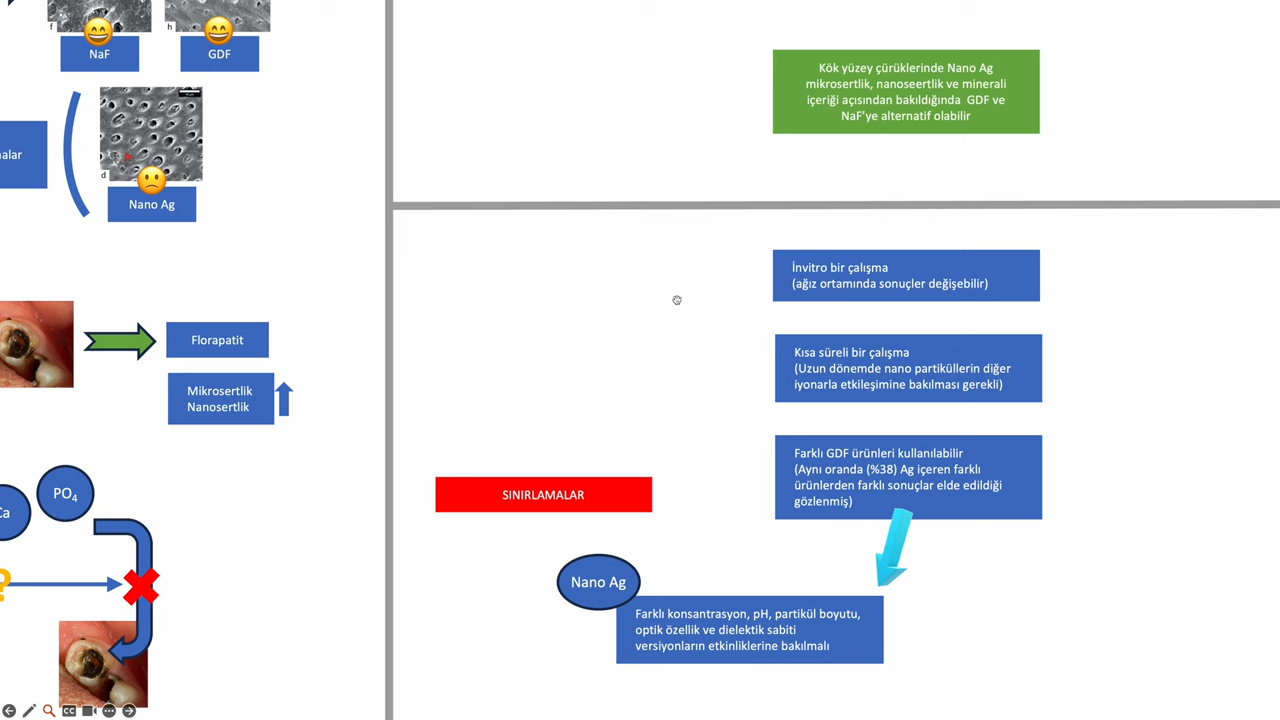 f
h
NaF
GDF
alar
d
Nano Ag
Florapatit
Mikrosertlik
Nanosertlik
Ca
PO4
?
Kök yüzey çürüklerinde Nano Ag
mikrosertlik, nanoseertlik ve minerali
içeriği açısından bakıldığında GDF ve
NaF'ye alternatif olabilir
İnvitro bir çalışma
(ağız ortamında sonuçler değişebilir)
Kısa süreli bir çalışma
(Uzun dönemde nano partiküllerin diğer
iyonarla etkileşimine bakılması gerekli)
Farklı GDF ürünleri kullanılabilir
(Aynı oranda (%38) Ag içeren farklı
ürünlerden farklı sonuçlar elde edildiği
gözlenmiş)
SINIRLAMALAR
Nano Ag
Farklı konsantrasyon, pH, partikül boyutu,
optik özellik ve dielektik sabiti
versiyonların etkinliklerine bakılmalı
CC